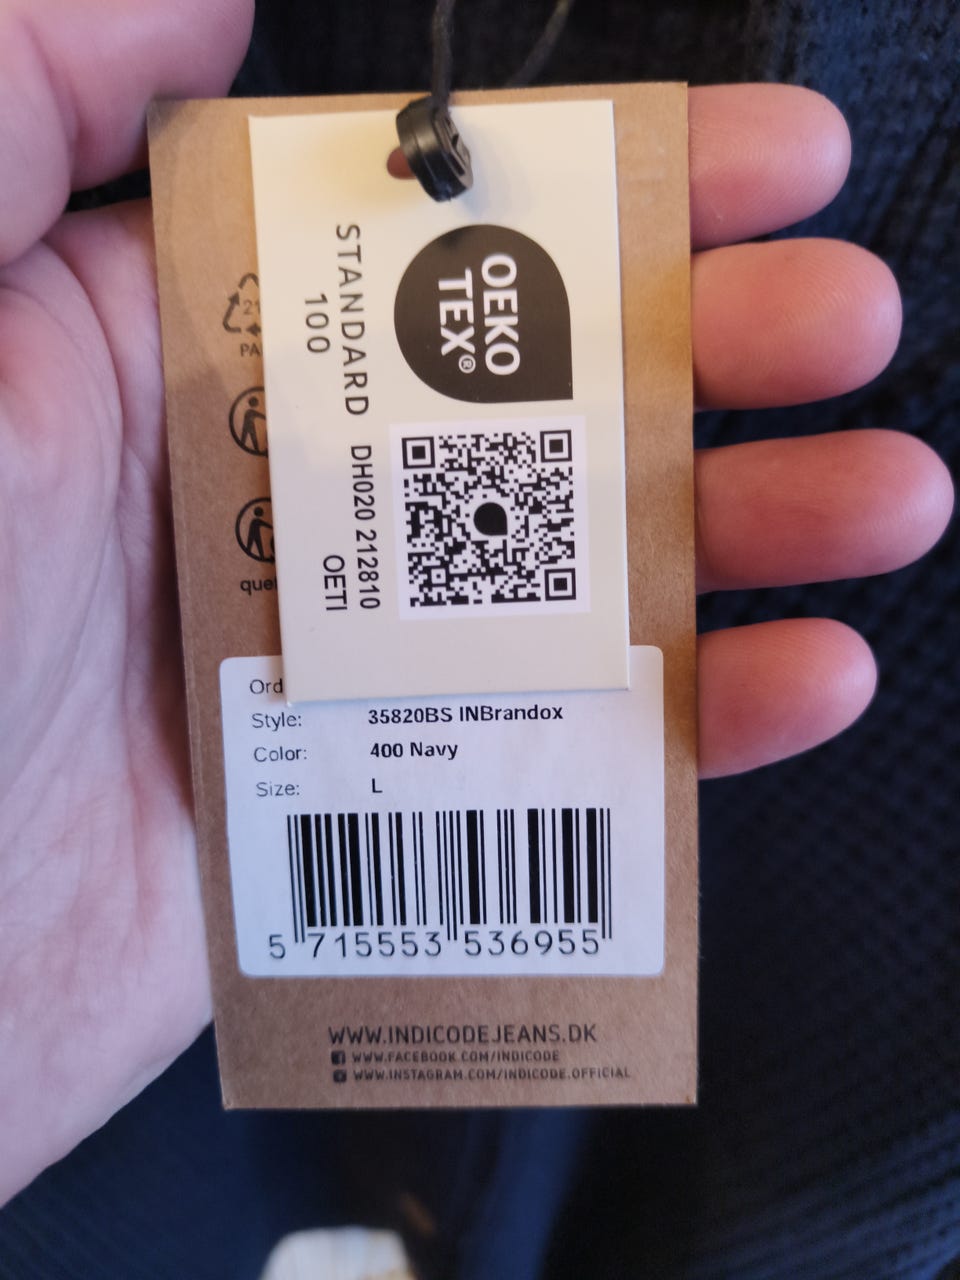 OEKO
TEX®
STANDARD
100
DH020 212810
OETI
21
Style: 35820BS INBrandox
Color: 400 Navy
Size: L
5 715553 536955
WWW.INDICODEJEANS.DK
WWW.FACEBOOK.COM/INDICODE
WWW.INSTAGRAM.COM/INDICODE.OFFICIAL